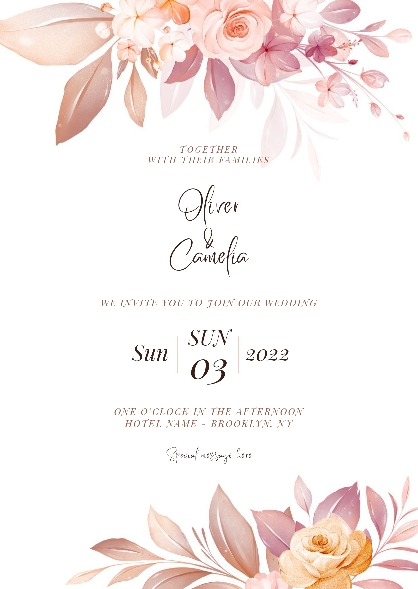 TOGETHER
WITH THEIR FAMILIES
Oliver
&
Camelia
WE INVITE YOU TO JOIN OUR WEDDING
SUN
Sun 03 2022
ONE O'CLOCK IN THE AFTERNOON
HOTEL NAME - BROOKLYN, NY
Special message here